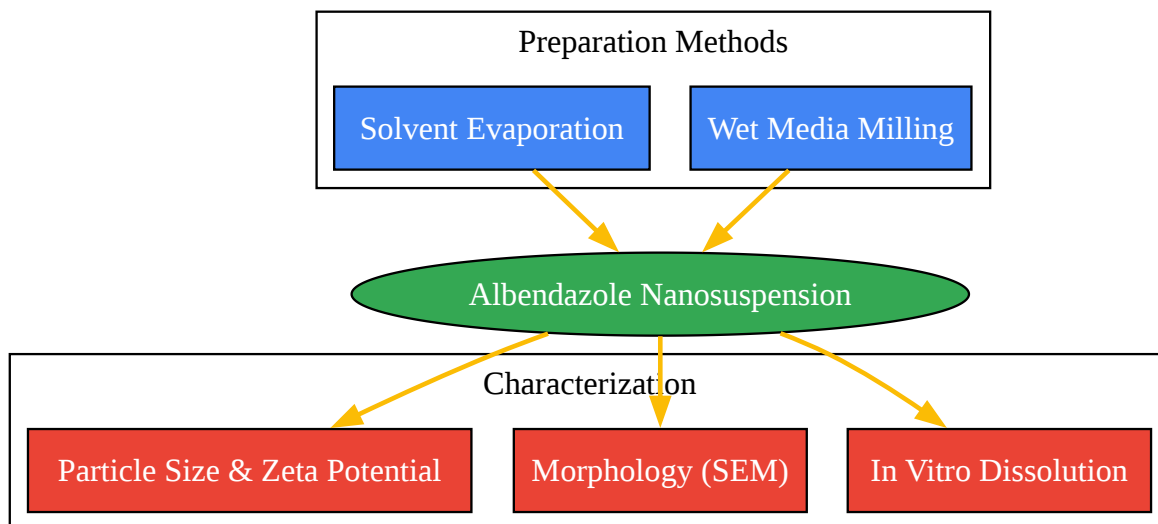 Preparation Methods
Solvent Evaporation
Wet Media Milling
Albendazole Nanosuspension
Characterization
Particle Size & Zeta Potential
Morphology (SEM)
In Vitro Dissolution